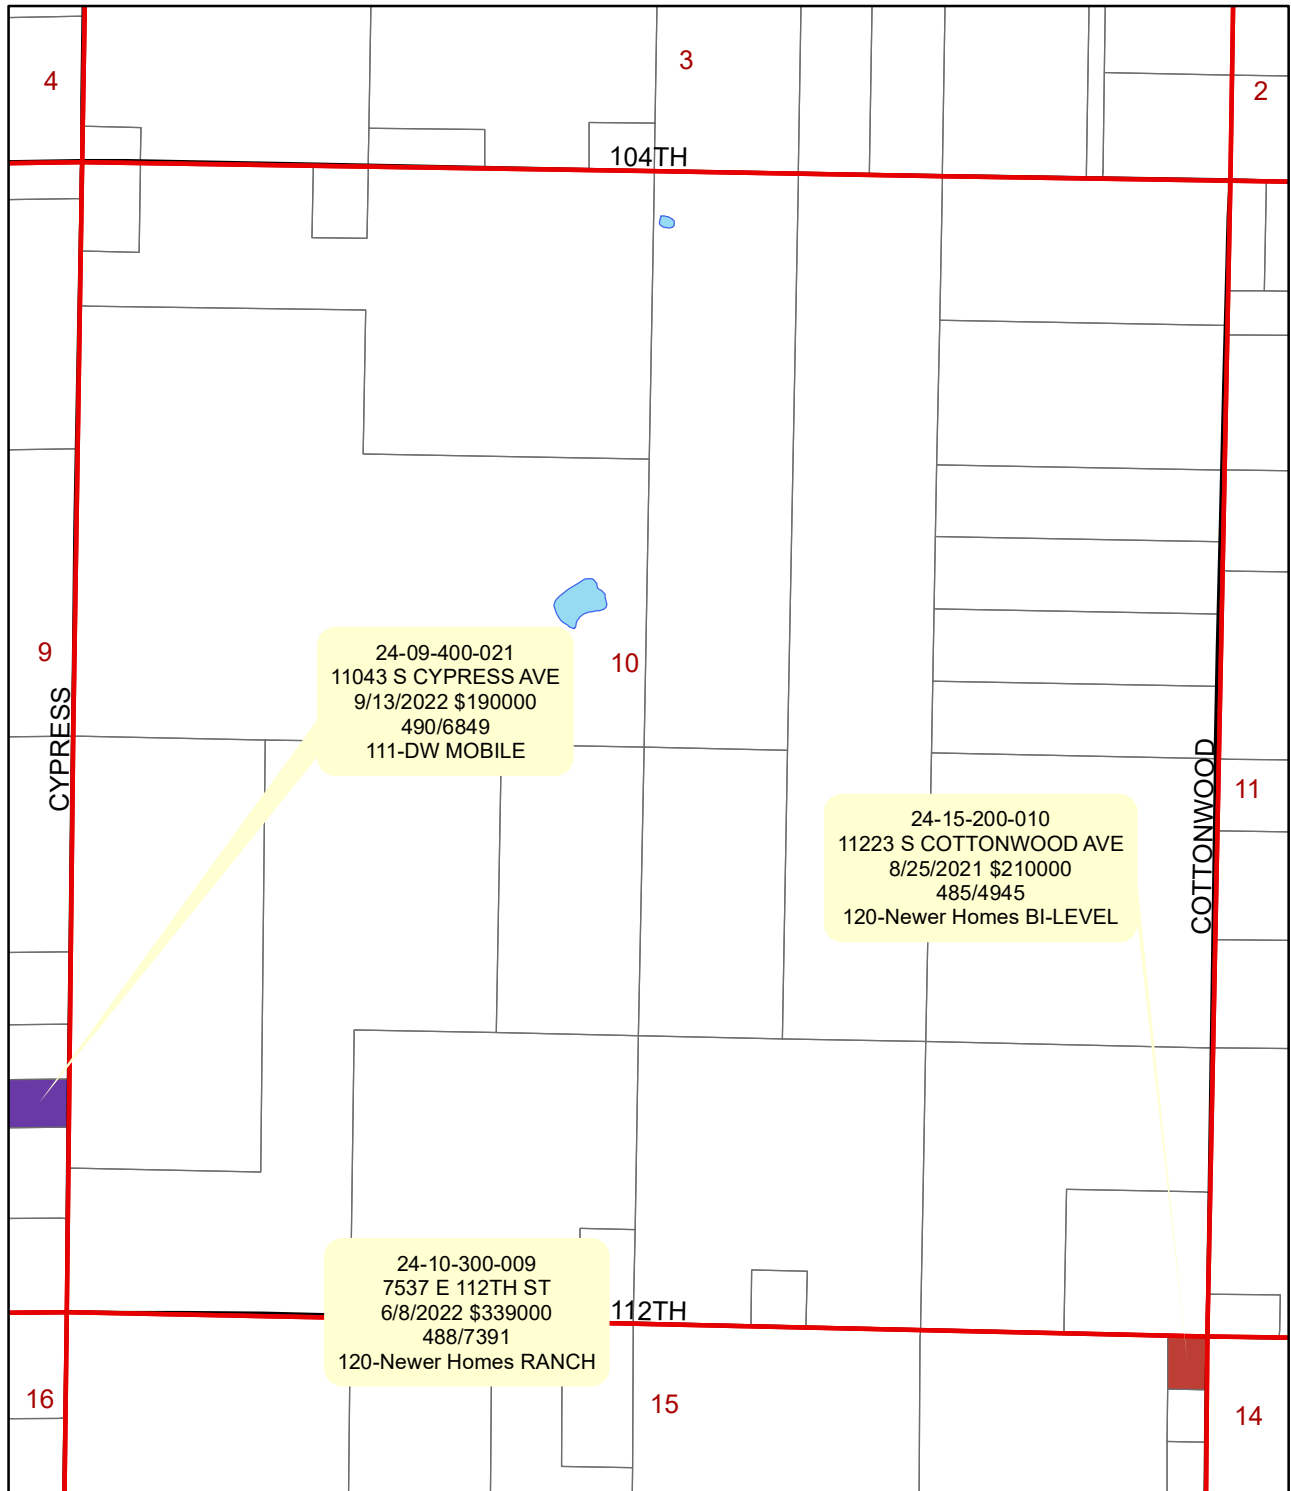 3
4
2
104TH
9
CYPRESS
24-09-400-021
11043 S CYPRESS AVE
9/13/2022 $190000
490/6849
111-DW MOBILE
10
COTTONWOOD
11
24-15-200-010
11223 S COTTONWOOD AVE
8/25/2021 $210000
485/4945
120-Newer Homes BI-LEVEL
24-10-300-009
7537 E 112TH ST
6/8/2022 $339000
488/7391
120-Newer Homes RANCH
112TH
16
15
14